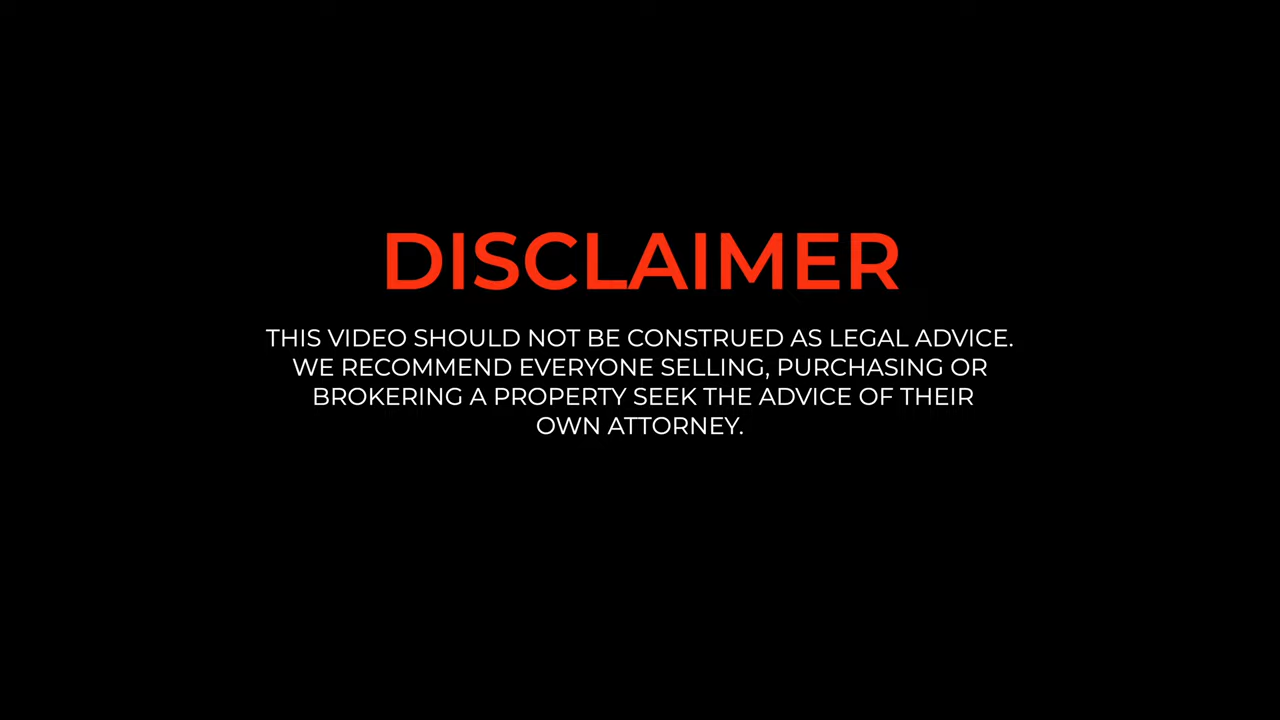 DISCLAIMER
THIS VIDEO SHOULD NOT BE CONSTRUED AS LEGAL ADVICE.
WE RECOMMEND EVERYONE SELLING, PURCHASING OR
BROKERING A PROPERTY SEEK THE ADVICE OF THEIR
OWN ATTORNEY.